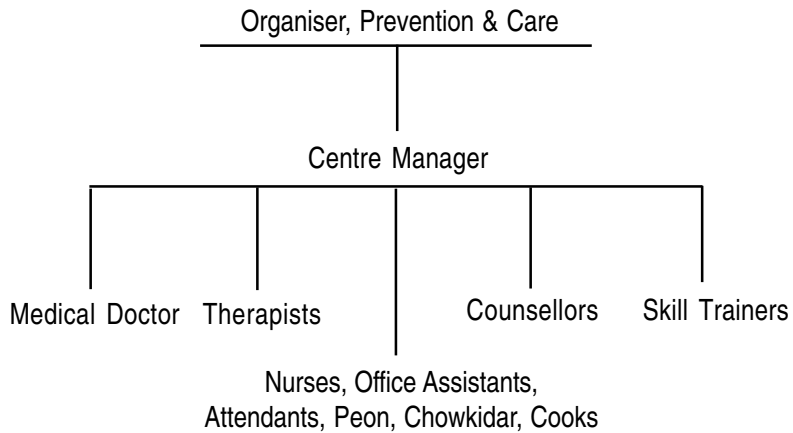 Organiser, Prevention & Care
Centre Manager
Medical Doctor
Therapists
Counsellors
Skill Trainers
Nurses, Office Assistants,
Attendants, Peon, Chowkidar, Cooks